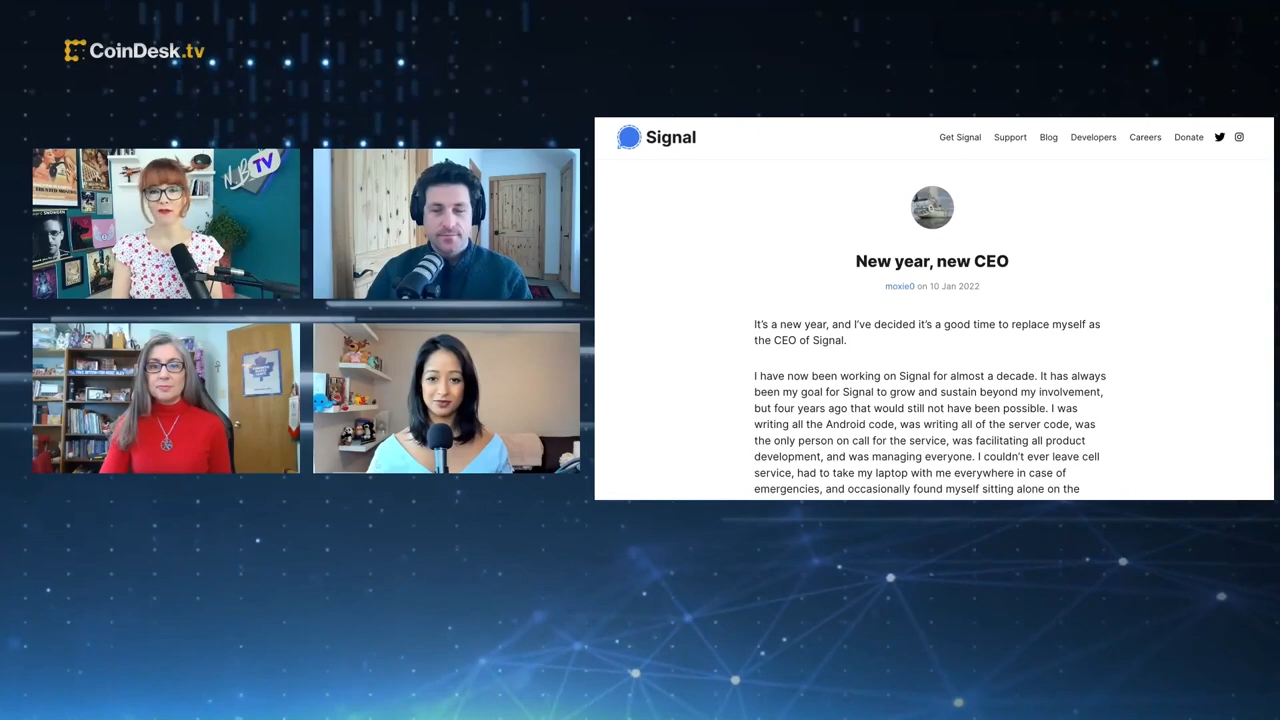 CoinDesk.tv
NBTV
Signal
Get Signal Support Blog Developers Careers Donate
New year, new CEO
moxie0 on 10 Jan 2022
It's a new year, and I've decided it's a good time to replace myself as
the CEO of Signal.
I have now been working on Signal for almost a decade. It has always
been my goal for Signal to grow and sustain beyond my involvement,
but four years ago that would still not have been possible. I was
writing all the Android code, was writing all of the server code, was
the only person on call for the service, was facilitating all product
development, and was managing everyone. I couldn't ever leave cell
service, had to take my laptop with me everywhere in case of
emergencies, and occasionally found myself sitting alone on the